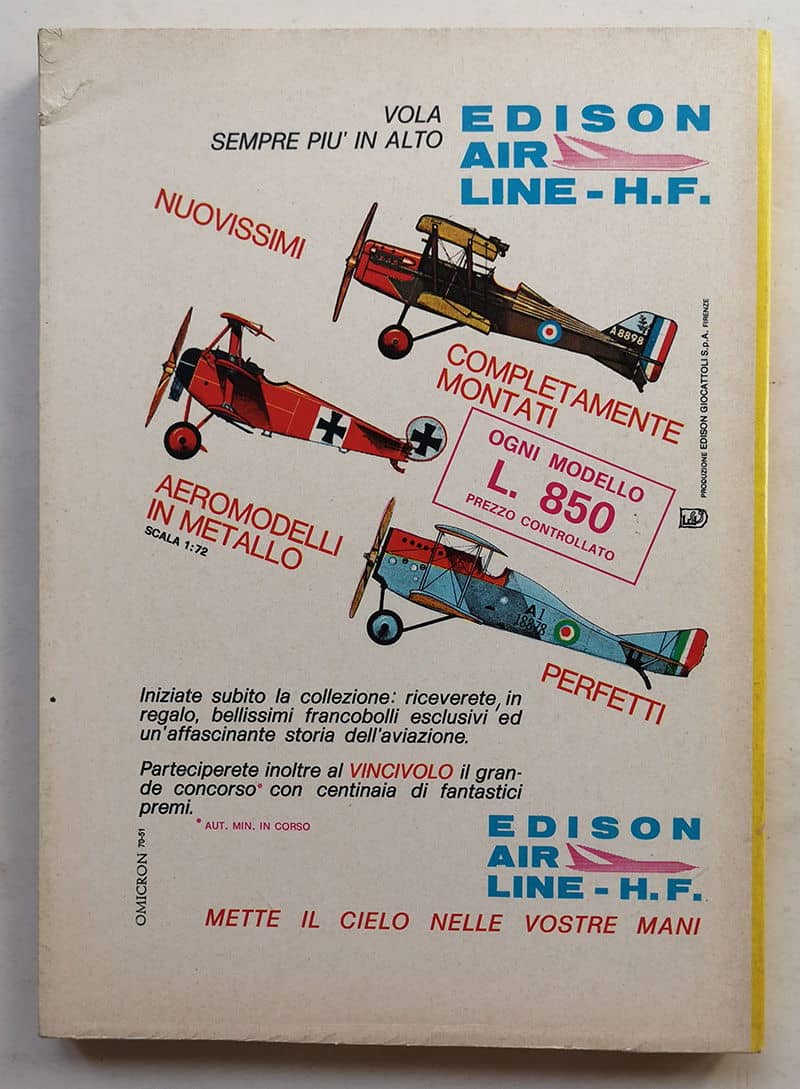 VOLA
SEMPRE PIU' IN ALTO
EDISON
AIR
LINE-H.F.
NUOVISSIMI
A8898
COMPLETAMENTE
MONTATI
PRODUZIONE EDISON GIOCATTOLI S.p.A. FIRENZE
OGNI MODELLO
L. 850
PREZZO CONTROLLATO
AEROMODELLI
IN METALLO
SCALA 1:72
A1
18878
PERFETTI
Iniziate subito la collezione: riceverete, in
regalo, bellissimi francobolli esclusivi ed
un'affascinante storia dell'aviazione.
Parteciperete inoltre al VINCIVOLO il gran-
de concorso* con centinaia di fantastici
premi.
* AUT. MIN. IN CORSO
OMICRON 70-51
EDISON
AIR
LINE-H.F.
METTE IL CIELO NELLE VOSTRE MANI